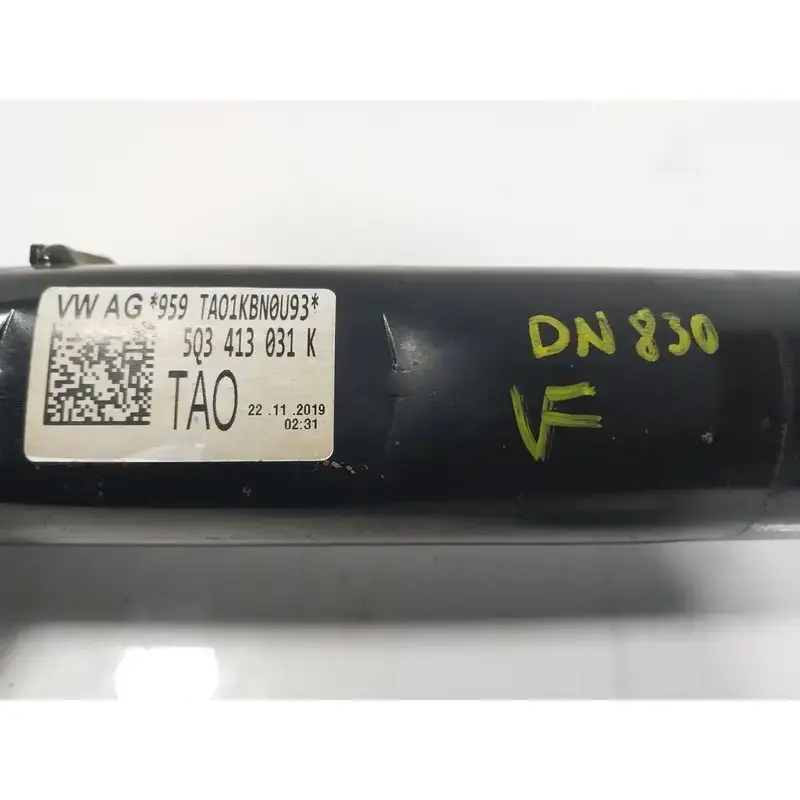 VW AG *959 TAO1KBN0U93*
5Q3 413 031 K
TAO 22 .11 .2019
02:31
DN 830
VF